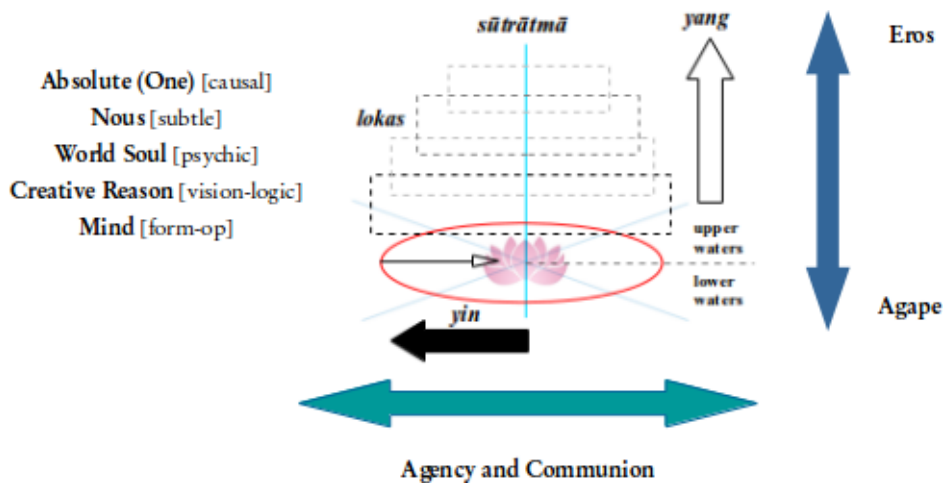 sūtrātmā
yang
Eros
Absolute (One) [causal]
Nous [subtle]
lokas
World Soul [psychic]
Creative Reason [vision-logic]
Mind [form-op]
upper
waters
lower
waters
Agape
yin
Agency and Communion